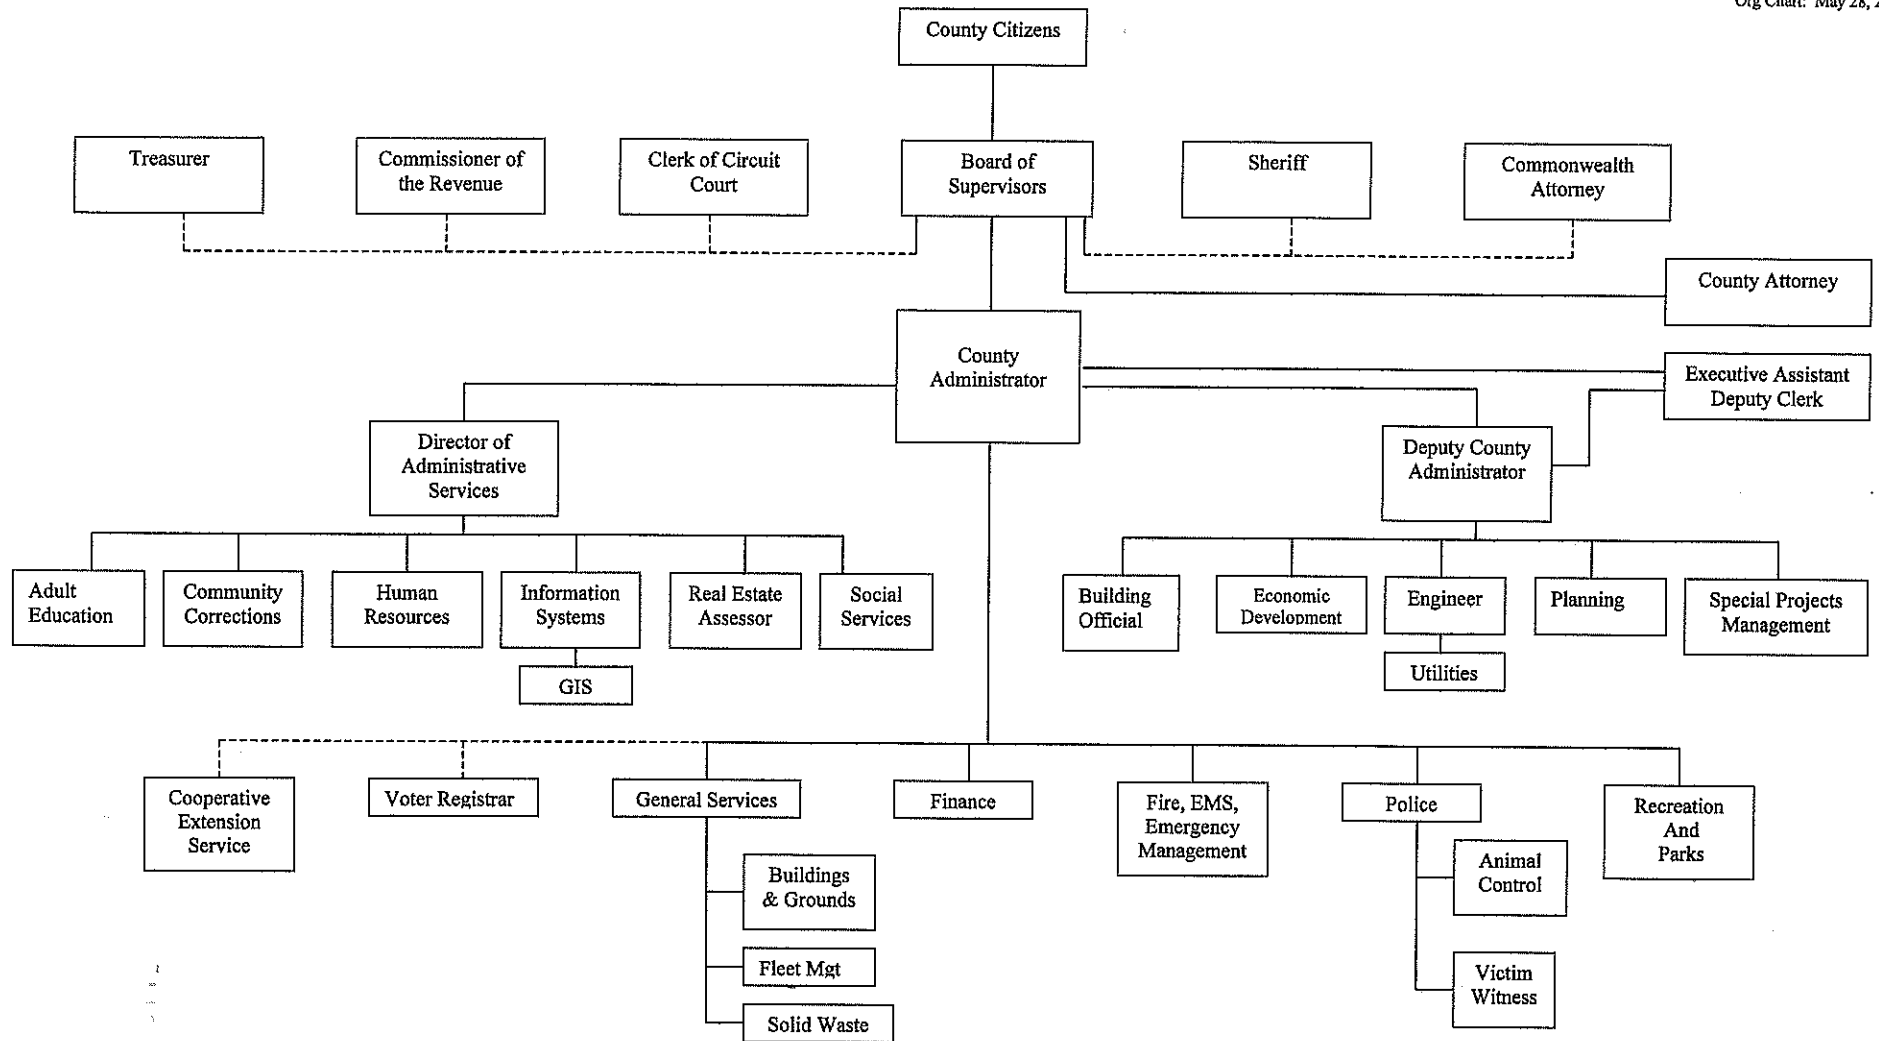 Org Chart: May 28, 2
County Citizens
Treasurer
Commissioner of
the Revenue
Clerk of Circuit
Court
Board of
Supervisors
Sheriff
Commonwealth
Attorney
County Attorney
County
Administrator
Executive Assistant
Deputy Clerk
Director of
Administrative
Services
Deputy County
Administrator
Adult
Education
Community
Corrections
Human
Resources
Information
Systems
Real Estate
Assessor
Social
Services
Building
Official
Economic
Development
Engineer
Planning
Special Projects
Management
GIS
Utilities
Cooperative
Extension
Service
Voter Registrar
General Services
Finance
Fire, EMS,
Emergency
Management
Police
Recreation
And
Parks
Buildings
& Grounds
Animal
Control
Fleet Mgt
Victim
Witness
Solid Waste